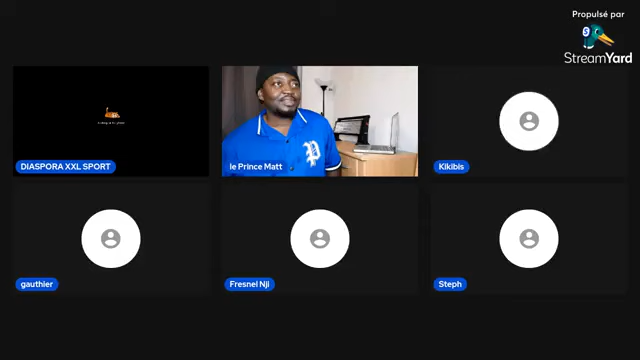 Propulsé par
StreamYard
DIASPORA XXL SPORT
le Prince Matt
Kikibis
gauthier
Fresnel Nji
Steph